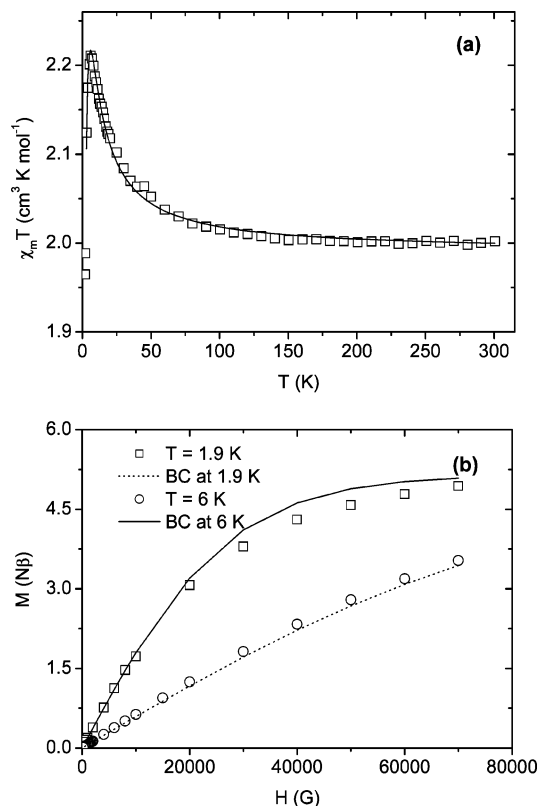 (a)
2.2
2.1
2.0
1.9
χₘT (cm³ K mol⁻¹)
0 50 100 150 200 250 300
T (K)
(b)
6.0
4.5
3.0
1.5
0.0
M (Nβ)
T = 1.9 K
BC at 1.9 K
T = 6 K
BC at 6 K
0 20000 40000 60000 80000
H (G)